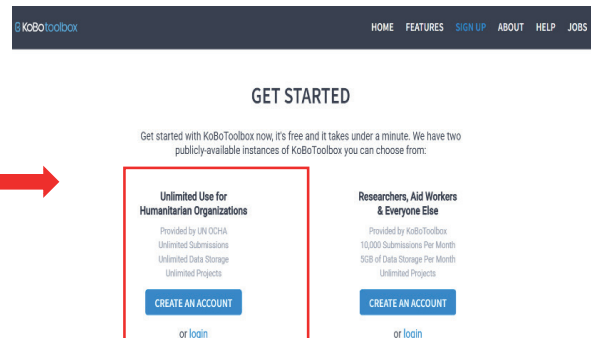 KoBotoolbox
HOME FEATURES SIGN UP ABOUT HELP JOBS
GET STARTED
Get started with KoBoToolbox now, it's free and it takes under a minute. We have two
publicly-available instances of KoBoToolbox you can choose from:
Unlimited Use for
Humanitarian Organizations
Provided by UN OCHA
Unlimited Submissions
Unlimited Data Storage
Unlimited Projects
CREATE AN ACCOUNT
or login
Researchers, Aid Workers
& Everyone Else
Provided by KoBoToolbox
10,000 Submissions Per Month
5GB of Data Storage Per Month
Unlimited Projects
CREATE AN ACCOUNT
or login